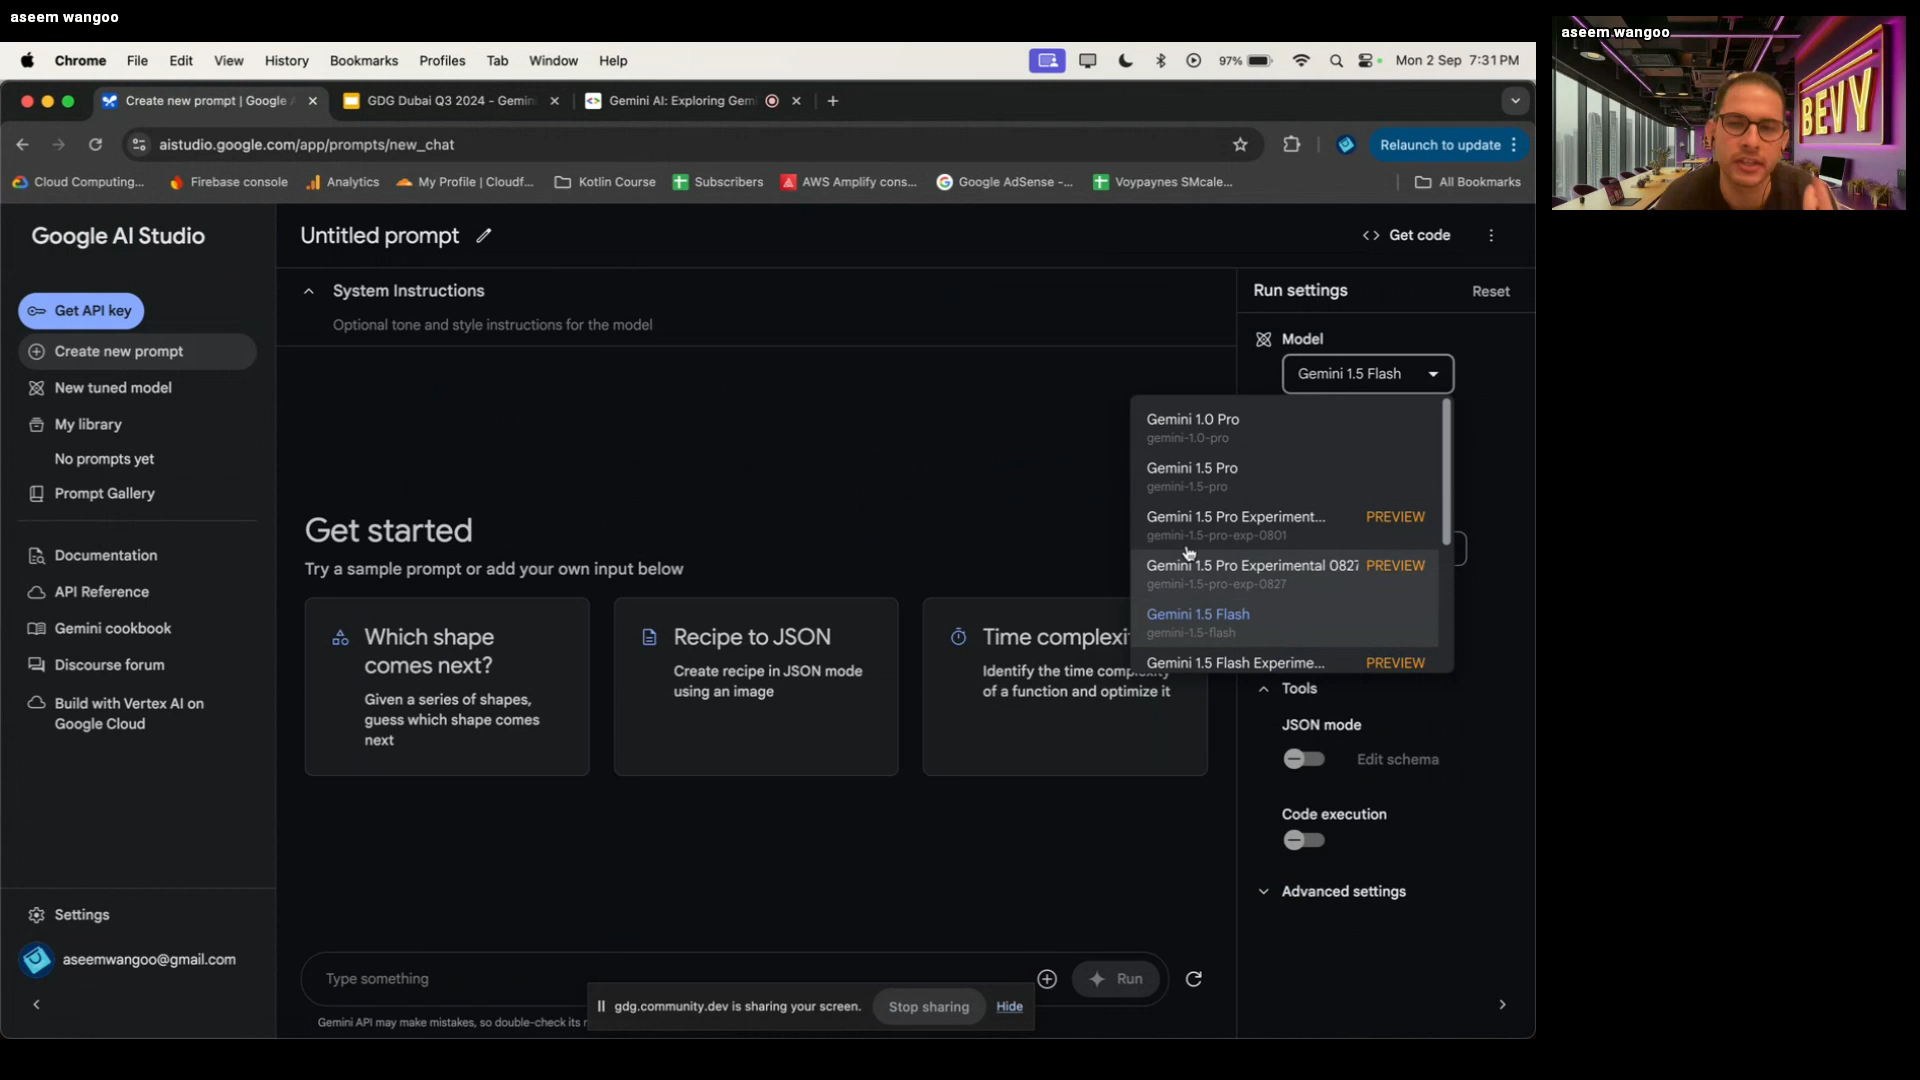 aseem wangoo
aseem wangoo
BEVY
Chrome File Edit View History Bookmarks Profiles Tab Window Help 97% Mon 2 Sep 7:31 PM
Create new prompt | Google A GDG Dubai Q3 2024 - Gemin Gemini AI: Exploring Gem
aistudio.google.com/app/prompts/new_chat Relaunch to update
Cloud Computing... Firebase console Analytics My Profile | Cloudf... Kotlin Course Subscribers AWS Amplify cons... Google AdSense -... Voypaynes SMcale... All Bookmarks
Google AI Studio
Get API key
Create new prompt
New tuned model
My library
No prompts yet
Prompt Gallery
Documentation
API Reference
Gemini cookbook
Discourse forum
Build with Vertex AI on
Google Cloud
Settings
aseemwangoo@gmail.com
Untitled prompt
Get code
System Instructions
Optional tone and style instructions for the model
Get started
Try a sample prompt or add your own input below
Which shape
comes next?
Given a series of shapes,
guess which shape comes
next
Recipe to JSON
Create recipe in JSON mode
using an image
Time complexi
Identify the time complexity
of a function and optimize it
Type something
Run
Gemini API may make mistakes, so double-check its r
gdg.community.dev is sharing your screen. Stop sharing Hide
Run settings Reset
Model
Gemini 1.5 Flash
Gemini 1.0 Pro
gemini-1.0-pro
Gemini 1.5 Pro
gemini-1.5-pro
Gemini 1.5 Pro Experiment... PREVIEW
gemini-1.5-pro-exp-0801
Gemini 1.5 Pro Experimental 0827 PREVIEW
gemini-1.5-pro-exp-0827
Gemini 1.5 Flash
gemini-1.5-flash
Gemini 1.5 Flash Experime... PREVIEW
Tools
JSON mode
Edit schema
Code execution
Advanced settings